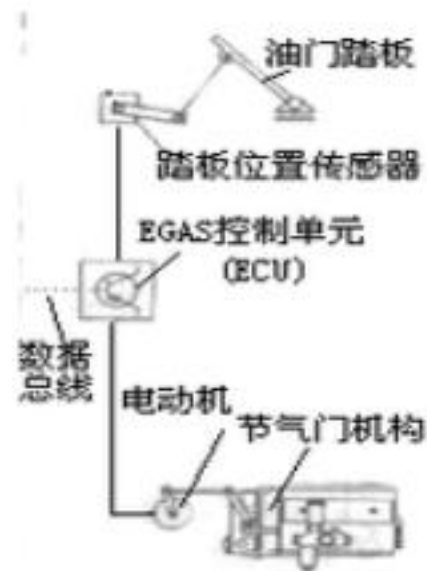 油门踏板
踏板位置传感器
EGAS控制单元
(ECU)
数据
总线
电动机
节气门机构